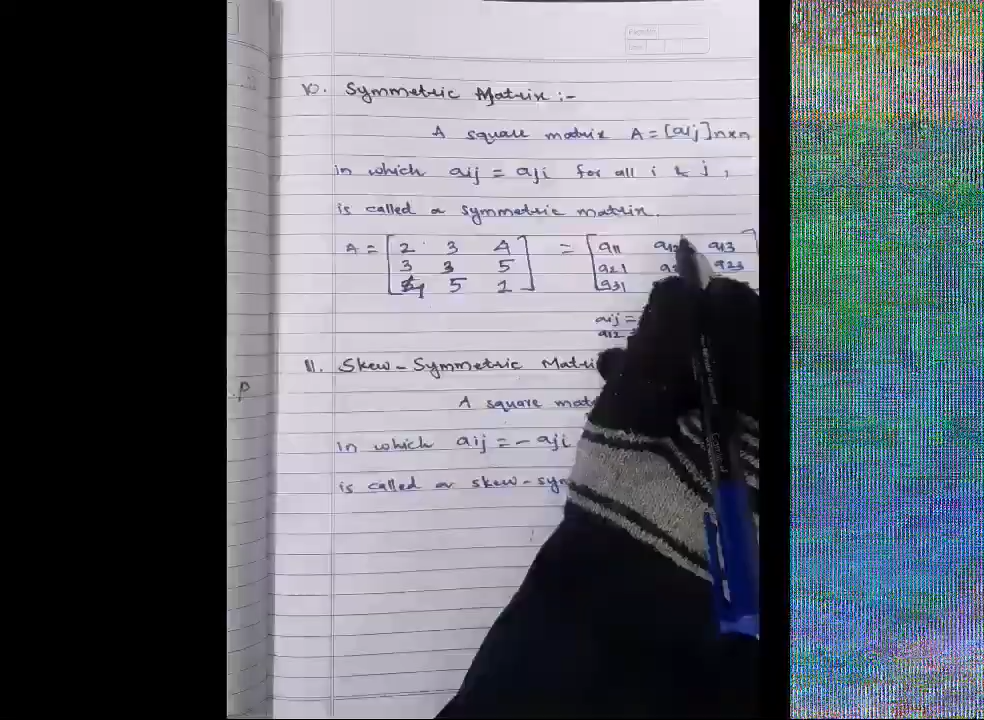 10. Symmetric Matrix :-
A square matrix A = [aij]n×n
in which aij = aji for all i & j,
is called a symmetric matrix.
A = [2 3 4 = [a11 a12 a13
3 3 5 a21 a23
4 5 1] a31
aij =
a12
11. Skew-Symmetric Matri
A square mat
in which aij = - aji
is called a skew-sym
.P